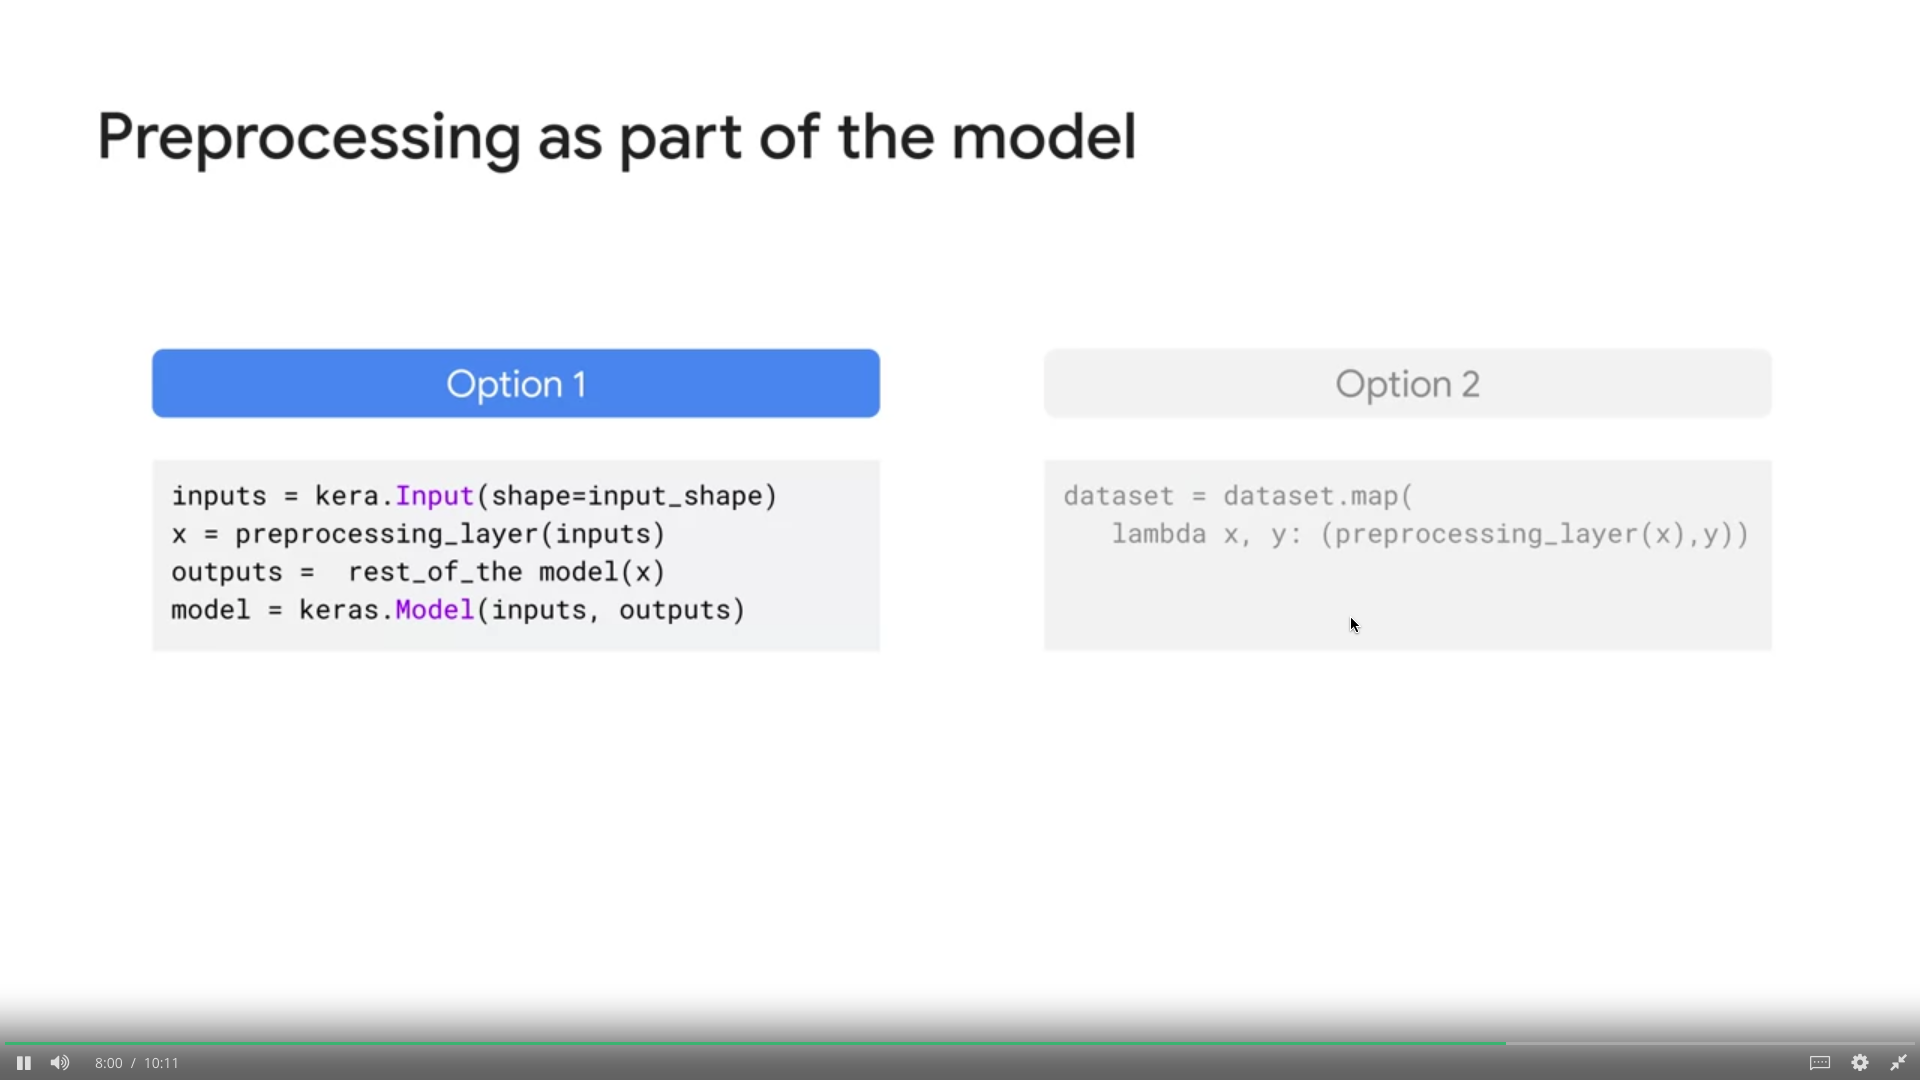 Preprocessing as part of the model
Option 1
inputs = kera.Input(shape=input_shape)
x = preprocessing_layer(inputs)
outputs =  rest_of_the model(x)
model = keras.Model(inputs, outputs)
Option 2
dataset = dataset.map(
   lambda x, y: (preprocessing_layer(x),y))
8:00 / 10:11